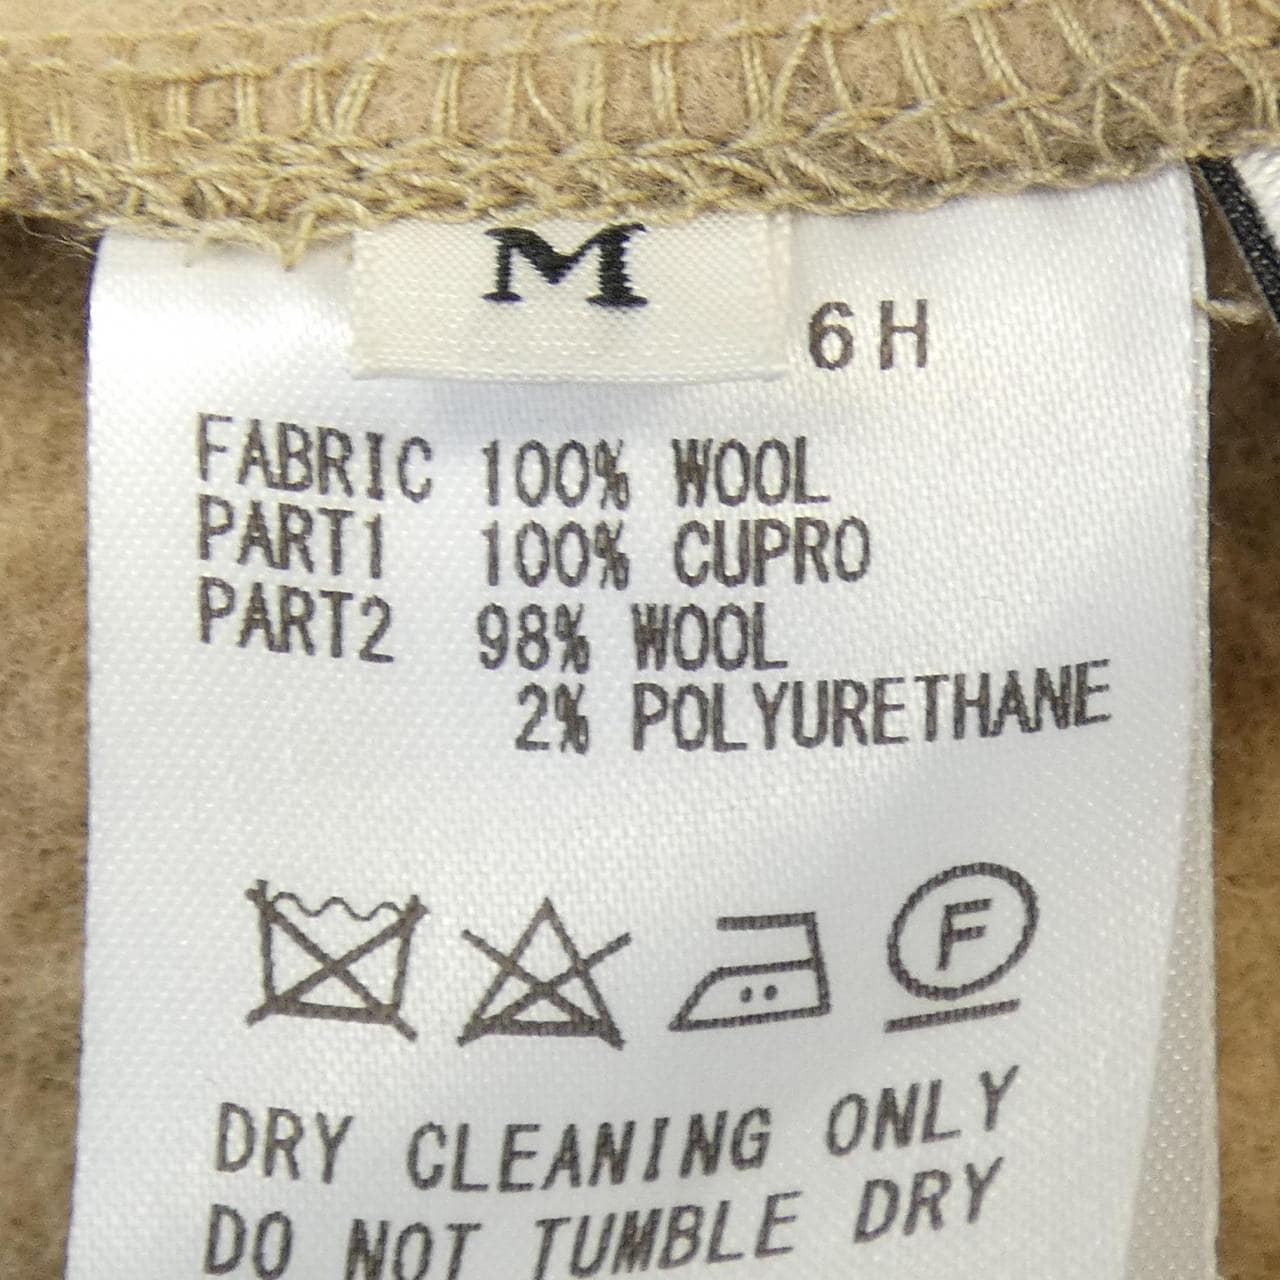 M
6H
FABRIC 100% WOOL
PART1 100% CUPRO
PART2 98% WOOL
2% POLYURETHANE
F
DRY CLEANING ONLY
DO NOT TUMBLE DRY